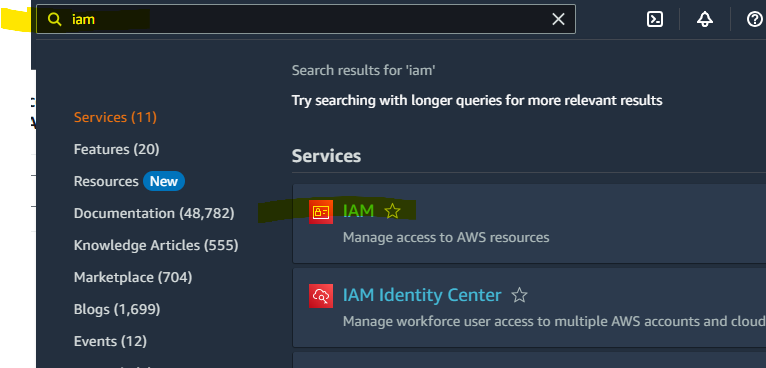 iam
Search results for 'iam'
Try searching with longer queries for more relevant results
Services (11)
Features (20)
Resources New
Documentation (48,782)
Knowledge Articles (555)
Marketplace (704)
Blogs (1,699)
Events (12)
Services
IAM
Manage access to AWS resources
IAM Identity Center
Manage workforce user access to multiple AWS accounts and cloud